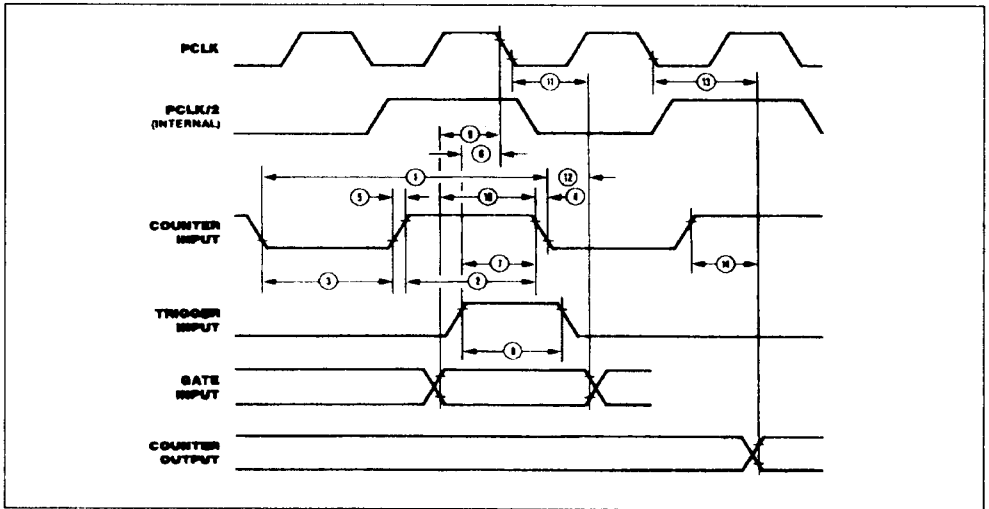 PCLK
11
13
PCLK/2
(INTERNAL)
9
6
1
12
5
10
4
COUNTER
INPUT
7
14
3
2
TRIGGER
INPUT
8
GATE
INPUT
COUNTER
OUTPUT